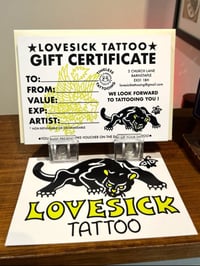 ★LOVESICK TATTOO★
GIFT CERTIFICATE
TO:
FROM:
VALUE:
EXP:
ARTIST:
2 CHURCH LANE
BARNSTAPLE
EX31 1BH
WE LOOK FORWARD
TO TATTOOING YOU !
LOVESICK
TATTOO